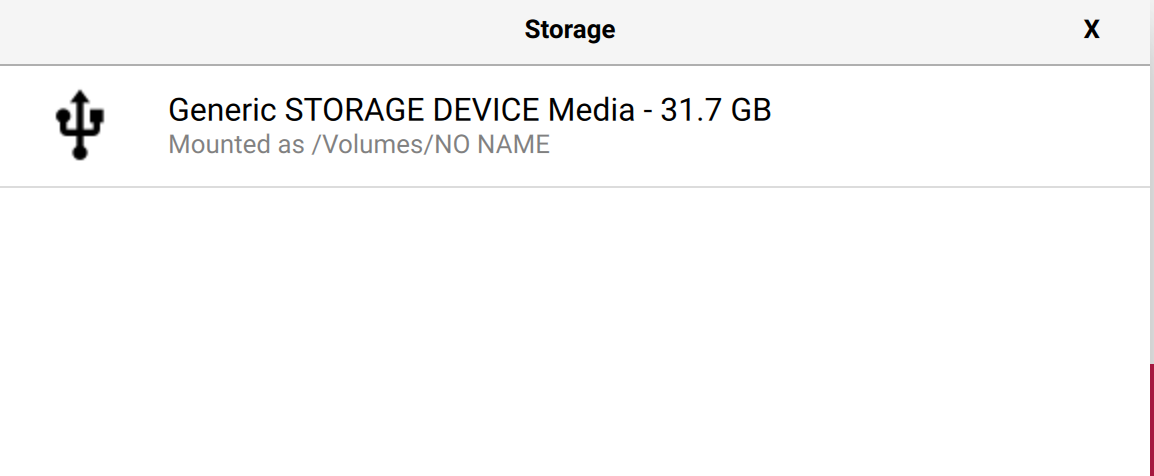 Storage
X
Generic STORAGE DEVICE Media - 31.7 GB
Mounted as /Volumes/NO NAME